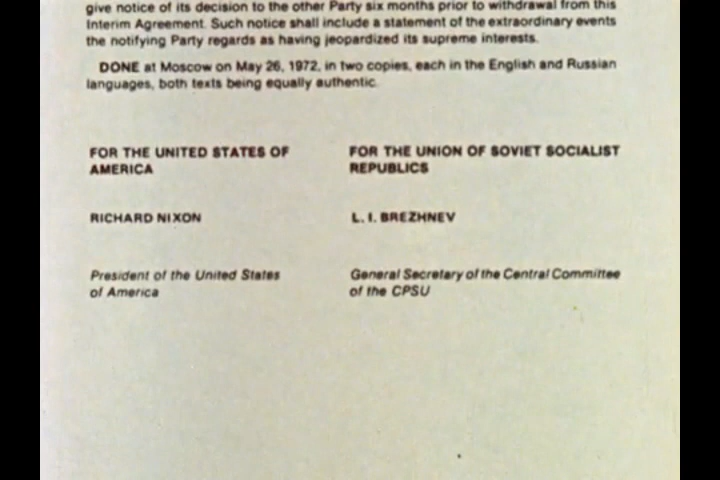 give notice of its decision to the other Party six months prior to withdrawal from this
Interim Agreement. Such notice shall include a statement of the extraordinary events
the notifying Party regards as having jeopardized its supreme interests.
DONE at Moscow on May 26, 1972, in two copies, each in the English and Russian
languages, both texts being equally authentic.
FOR THE UNITED STATES OF AMERICA
FOR THE UNION OF SOVIET SOCIALIST REPUBLICS
RICHARD NIXON
L. I. BREZHNEV
President of the United States of America
General Secretary of the Central Committee of the CPSU